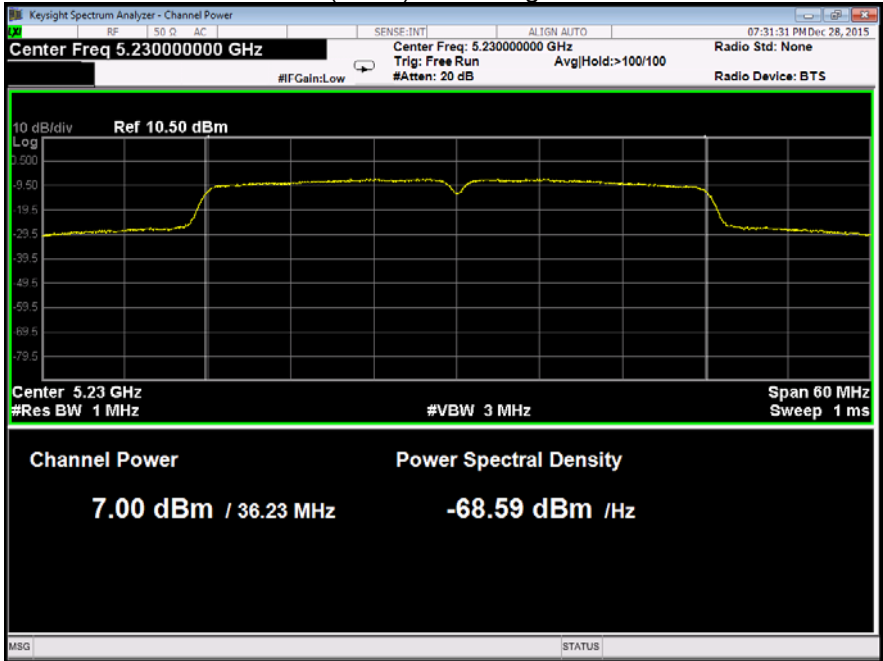 Keysight Spectrum Analyzer - Channel Power
RF 50 Ω AC SENSE:INT ALIGN AUTO 07:31:31 PM Dec 28, 2015
Center Freq 5.230000000 GHz Center Freq: 5.230000000 GHz Radio Std: None
Trig: Free Run Avg|Hold:>100/100
#IFGain:Low #Atten: 20 dB Radio Device: BTS
10 dB/div Ref 10.50 dBm
Log
0.500
-9.50
-19.5
-29.5
-39.5
-49.5
-59.5
-69.5
-79.5
Center 5.23 GHz Span 60 MHz
#Res BW 1 MHz #VBW 3 MHz Sweep 1 ms
Channel Power Power Spectral Density
7.00 dBm / 36.23 MHz -68.59 dBm /Hz
MSG STATUS